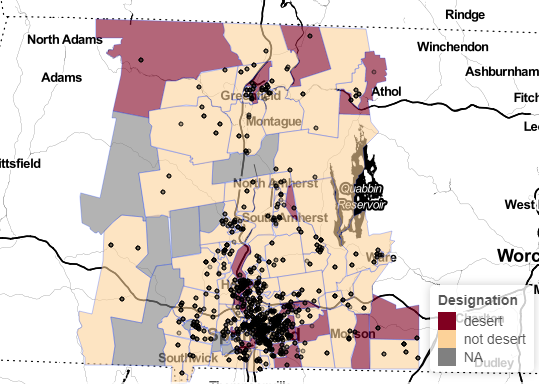 Rindge
North Adams
Winchendon
Adams
Ashburnham
Athol
Fitch
Montague
Le
ittsfield
North Amherst
Quabbin
Reservoir
West
South Amherst
Ware
Worc
Designation
desert
not desert
NA
Monson
Southwick
Dudley